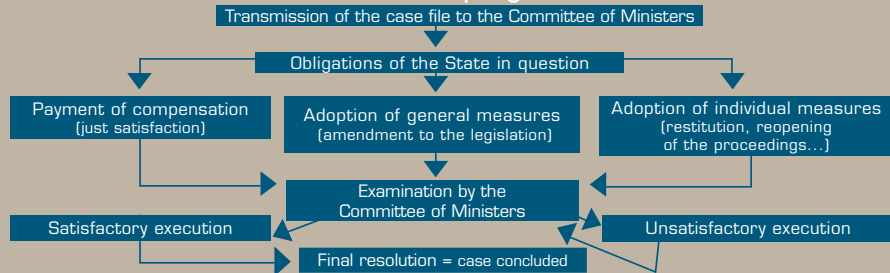 Transmission of the case file to the Committee of Ministers
Obligations of the State in question
Payment of compensation
(just satisfaction)
Adoption of general measures
(amendment to the legislation)
Adoption of individual measures
(restitution, reopening
of the proceedings...)
Examination by the
Committee of Ministers
Satisfactory execution
Unsatisfactory execution
Final resolution = case concluded